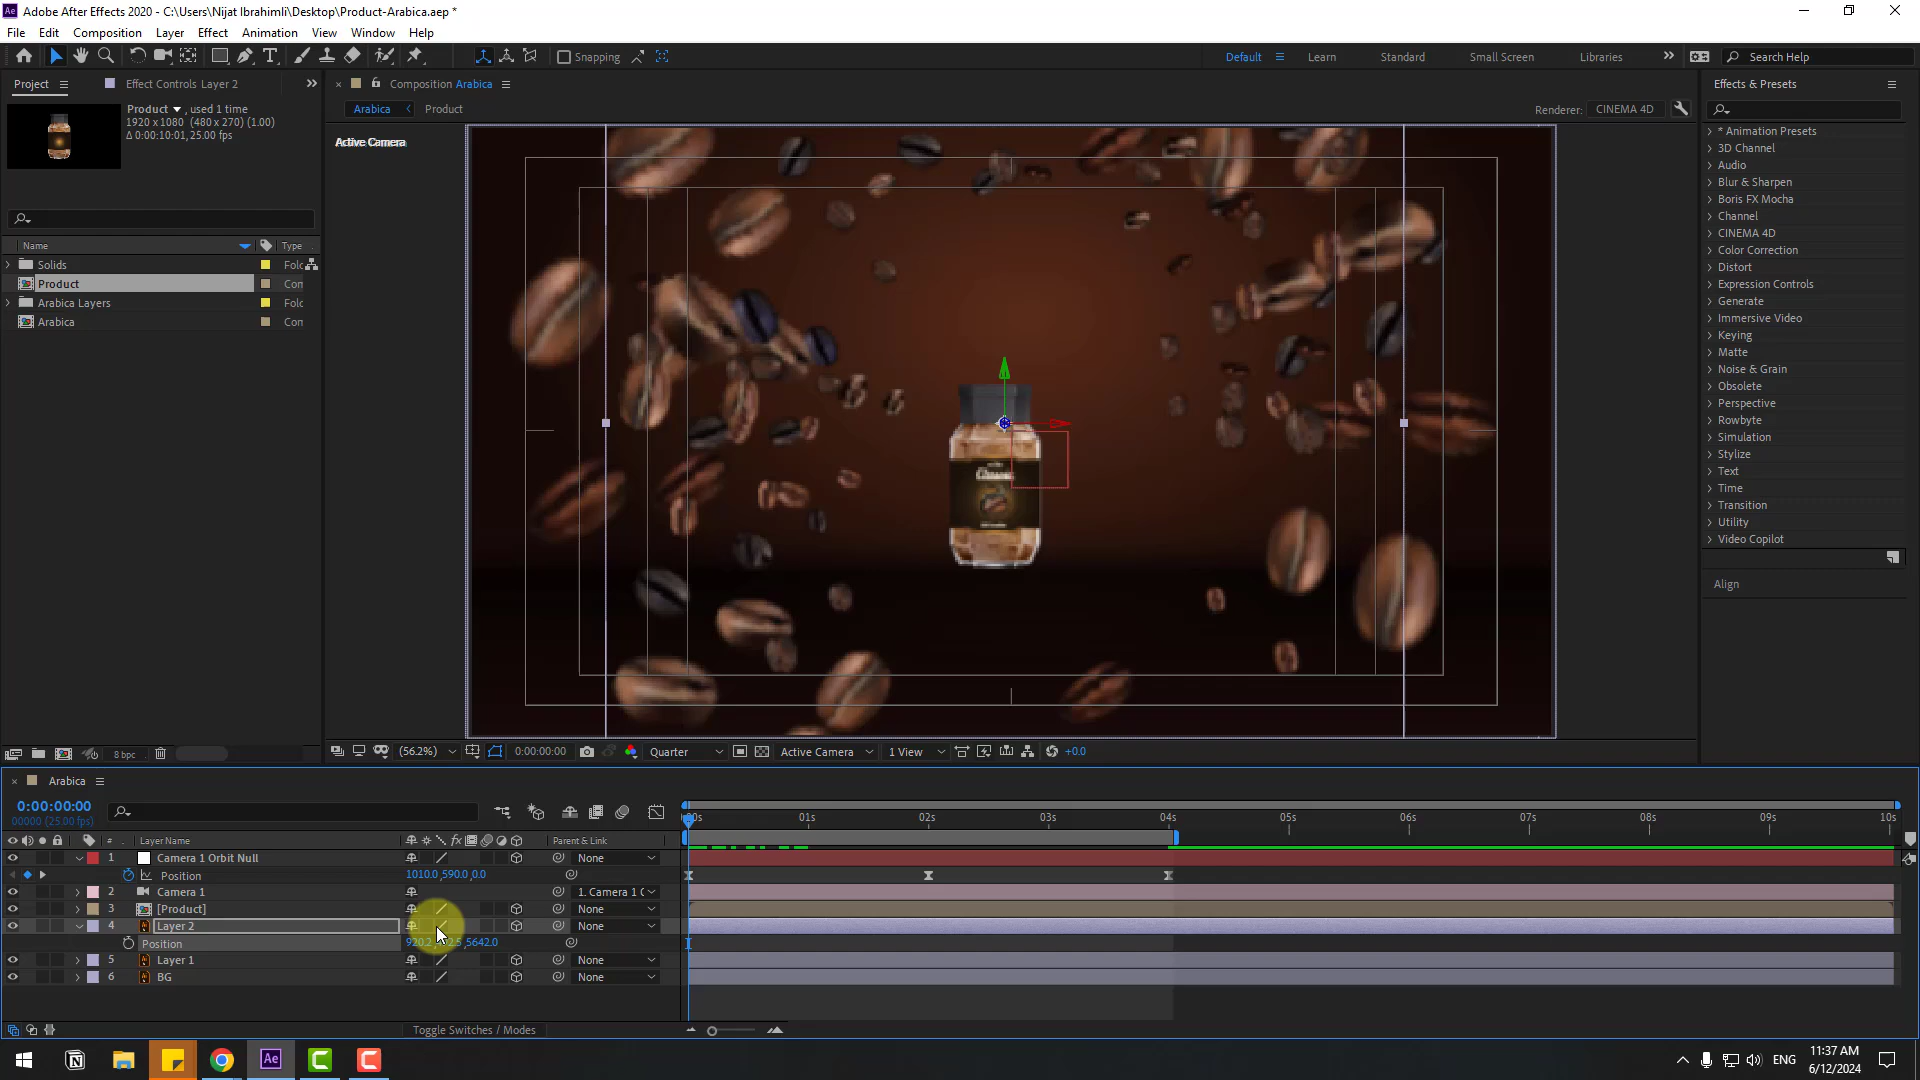 Adobe After Effects 2020 - C:\Users\Nijat Ibrahimli\Desktop\Product-Arabica.aep *
File Edit Composition Layer Effect Animation View Window Help
Snapping
Default Learn Standard Small Screen Libraries
Search Help
Project
Effect Controls Layer 2
Product , used 1 time
1920 x 1080 (480 x 270) (1.00)
Δ 0:00:10:01, 25.00 fps
Name Type
Solids
Product
Arabica Layers
Arabica
8 bpc
Composition Arabica
Arabica Product
Renderer: CINEMA 4D
Active Camera
(56.2%) 0:00:00:00 Quarter Active Camera 1 View +0.0
Effects & Presets
* Animation Presets
3D Channel
Audio
Blur & Sharpen
Boris FX Mocha
Channel
CINEMA 4D
Color Correction
Distort
Expression Controls
Generate
Immersive Video
Keying
Matte
Noise & Grain
Obsolete
Perspective
Rowbyte
Simulation
Stylize
Text
Time
Transition
Utility
Video Copilot
Align
Arabica
0:00:00:00
00000 (25.00 fps)
01s 02s 03s 04s 05s 06s 07s 08s 09s 10s
# Layer Name fx Parent & Link
1 Camera 1 Orbit Null None
Position 1010.0,590.0,0.0
2 Camera 1 1. Camera 1 O
3 [Product] None
4 Layer 2 None
Position
5 Layer 1 None
6 BG None
Toggle Switches / Modes
ENG
11:37 AM
6/12/2024